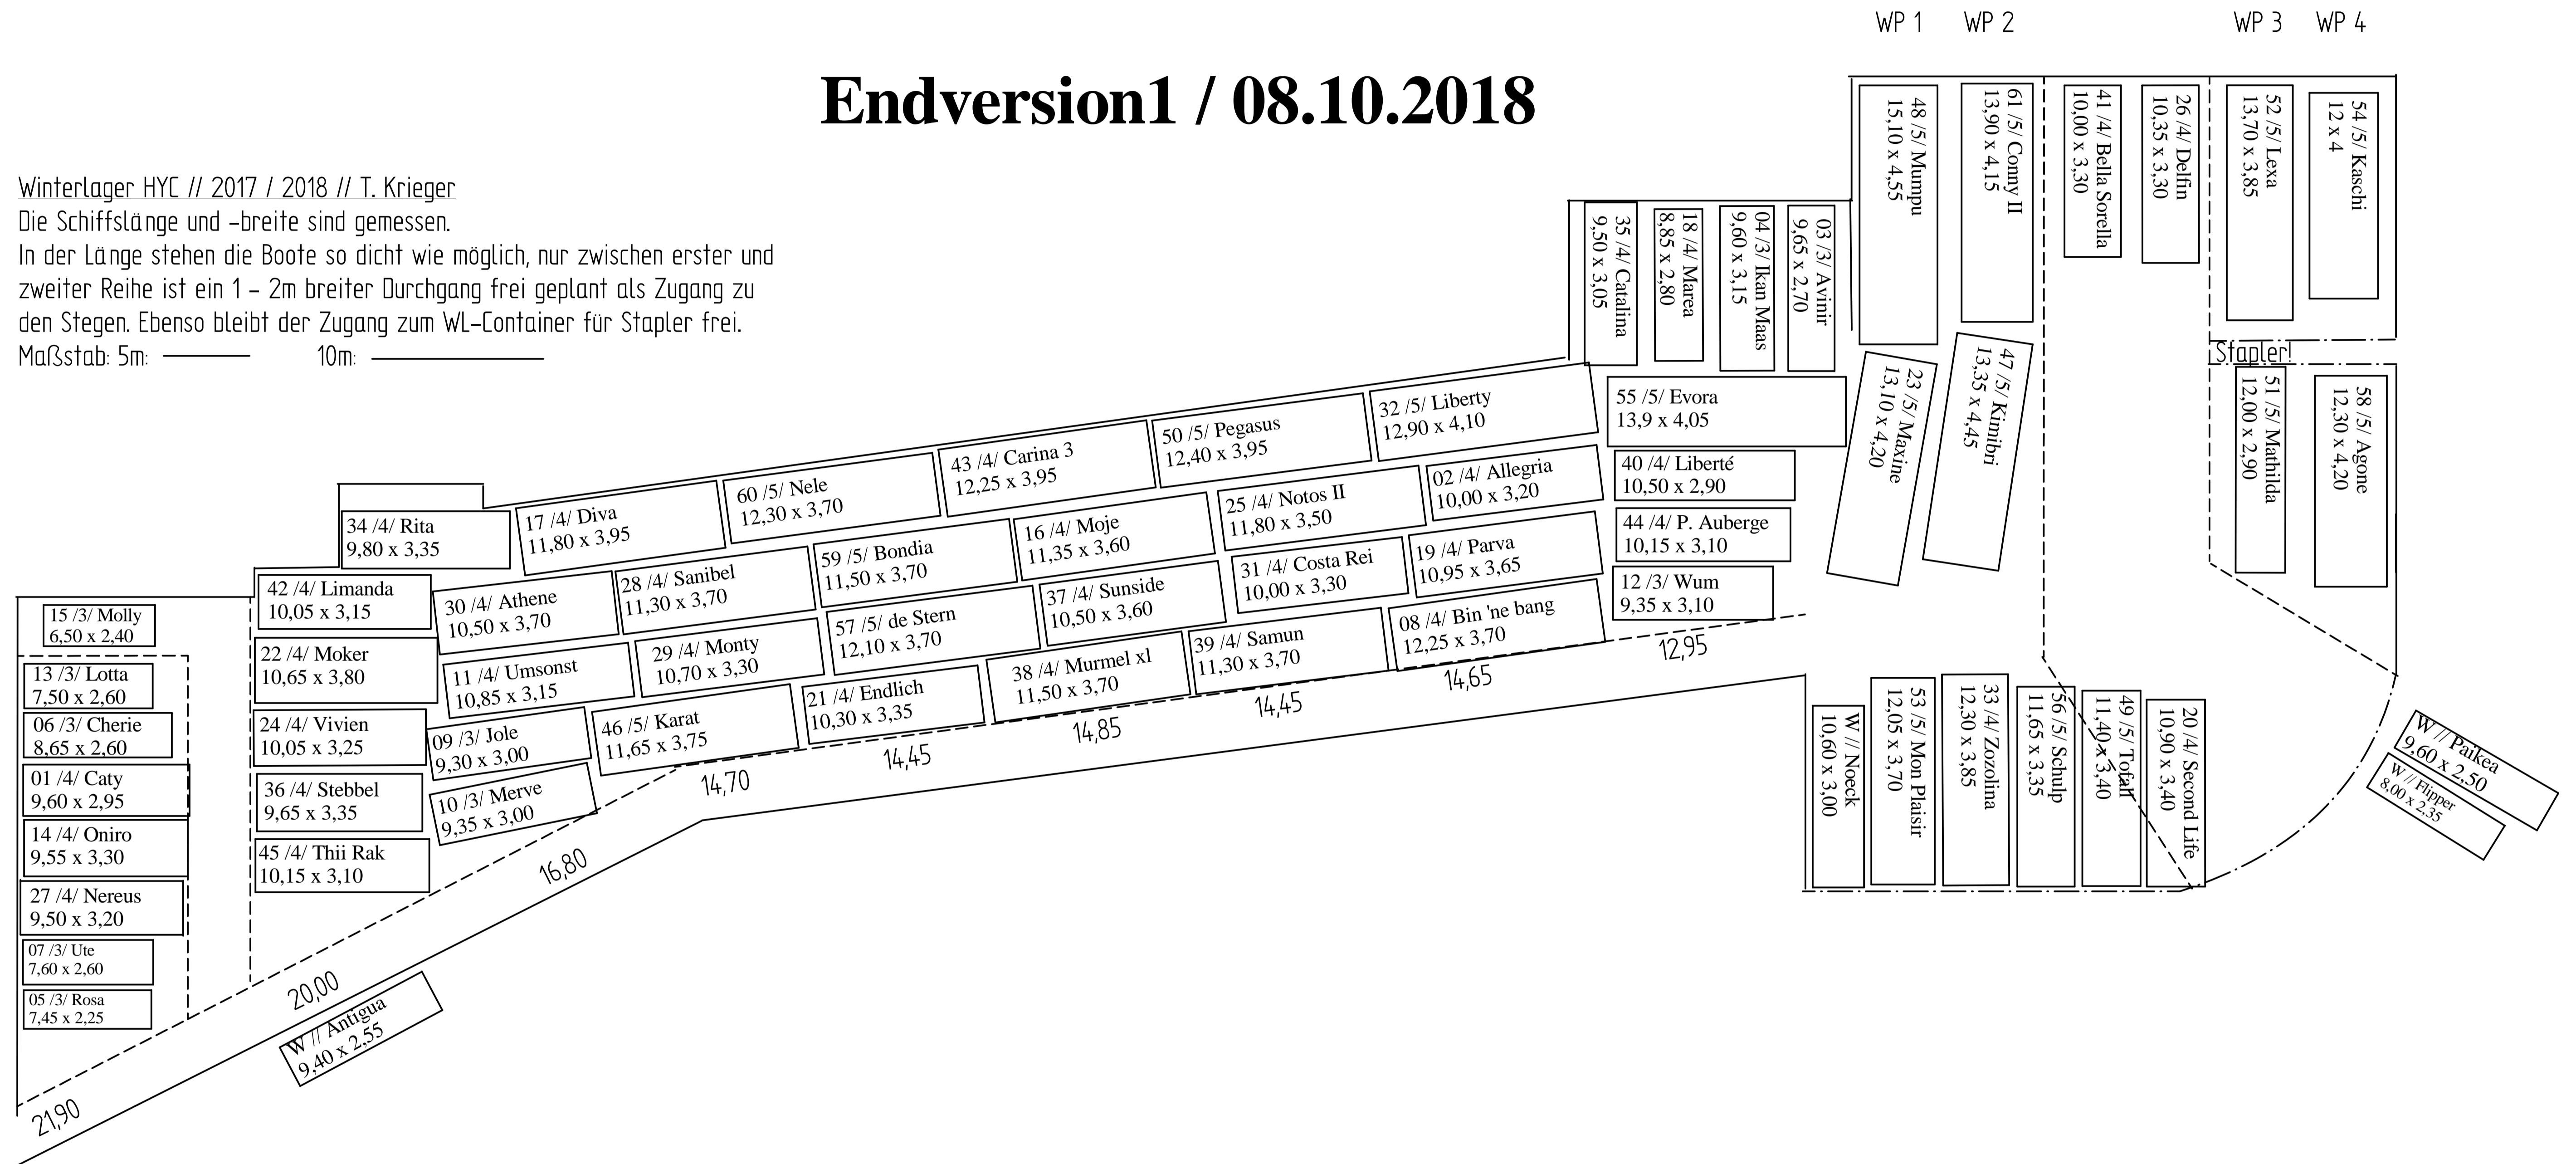 WP 1
WP 2
WP 3
WP 4
Endversion1 / 08.10.2018
Winterlager HYC // 2017 / 2018 // T. Krieger
Die Schiffslänge und -breite sind gemessen.
In der Länge stehen die Boote so dicht wie möglich, nur zwischen erster und
zweiter Reihe ist ein 1 - 2m breiter Durchgang frei geplant als Zugang zu
den Stegen. Ebenso bleibt der Zugang zum WL-Container für Stapler frei.
Maßstab: 5m:
10m:
48 /5/ Mumpu
15,10 x 4,55
61 /5/ Conny II
13,90 x 4,15
41 /4/ Bella Sorella
10,00 x 3,30
26 /4/ Delfin
10,35 x 3,30
52 /5/ Lexa
13,70 x 3,85
54 /5/ Kaschi
12 x 4
35 /4/ Catalina
9,50 x 3,05
18 /4/ Marea
8,85 x 2,80
04 /3/ Ikan Maas
9,60 x 3,15
03 /3/ Avinir
9,65 x 2,70
Stapler!
23 /5/ Maxine
13,10 x 4,20
47 /5/ Kimibri
13,35 x 4,45
51 /5/ Mathilda
12,00 x 2,90
58 /5/ Agone
12,30 x 4,20
34 /4/ Rita
9,80 x 3,35
17 /4/ Diva
11,80 x 3,95
60 /5/ Nele
12,30 x 3,70
43 /4/ Carina 3
12,25 x 3,95
50 /5/ Pegasus
12,40 x 3,95
32 /5/ Liberty
12,90 x 4,10
55 /5/ Evora
13,9 x 4,05
42 /4/ Limanda
10,05 x 3,15
30 /4/ Athene
10,50 x 3,70
28 /4/ Sanibel
11,30 x 3,70
59 /5/ Bondia
11,50 x 3,70
16 /4/ Moje
11,35 x 3,60
25 /4/ Notos II
11,80 x 3,50
02 /4/ Allegria
10,00 x 3,20
40 /4/ Liberté
10,50 x 2,90
22 /4/ Moker
10,65 x 3,80
11 /4/ Umsonst
10,85 x 3,15
29 /4/ Monty
10,70 x 3,30
57 /5/ de Stern
12,10 x 3,70
37 /4/ Sunside
10,50 x 3,60
31 /4/ Costa Rei
10,00 x 3,30
19 /4/ Parva
10,95 x 3,65
44 /4/ P. Auberge
10,15 x 3,10
24 /4/ Vivien
10,05 x 3,25
09 /3/ Jole
9,30 x 3,00
46 /5/ Karat
11,65 x 3,75
21 /4/ Endlich
10,30 x 3,35
38 /4/ Murmel xl
11,50 x 3,70
39 /4/ Samun
11,30 x 3,70
08 /4/ Bin 'ne bang
12,25 x 3,70
12 /3/ Wum
9,35 x 3,10
36 /4/ Stebbel
9,65 x 3,35
10 /3/ Merve
9,35 x 3,00
45 /4/ Thii Rak
10,15 x 3,10
15 /3/ Molly
6,50 x 2,40
13 /3/ Lotta
7,50 x 2,60
06 /3/ Cherie
8,65 x 2,60
01 /4/ Caty
9,60 x 2,95
14 /4/ Oniro
9,55 x 3,30
27 /4/ Nereus
9,50 x 3,20
07 /3/ Ute
7,60 x 2,60
05 /3/ Rosa
7,45 x 2,25
21,90
20,00
16,80
14,70
14,45
14,85
14,45
14,65
12,95
W // Antigua
9,40 x 2,55
W // Noeck
10,60 x 3,00
53 /5/ Mon Plaisir
12,05 x 3,70
33 /4/ Zozolina
12,30 x 3,85
56 /5/ Schulp
11,65 x 3,35
49 /5/
11,40 x 3,40
20 /4/ Second Life
10,90 x 3,40
W // Paikea
9,60 x 2,50
W // Flipper
8,00 x 2,35